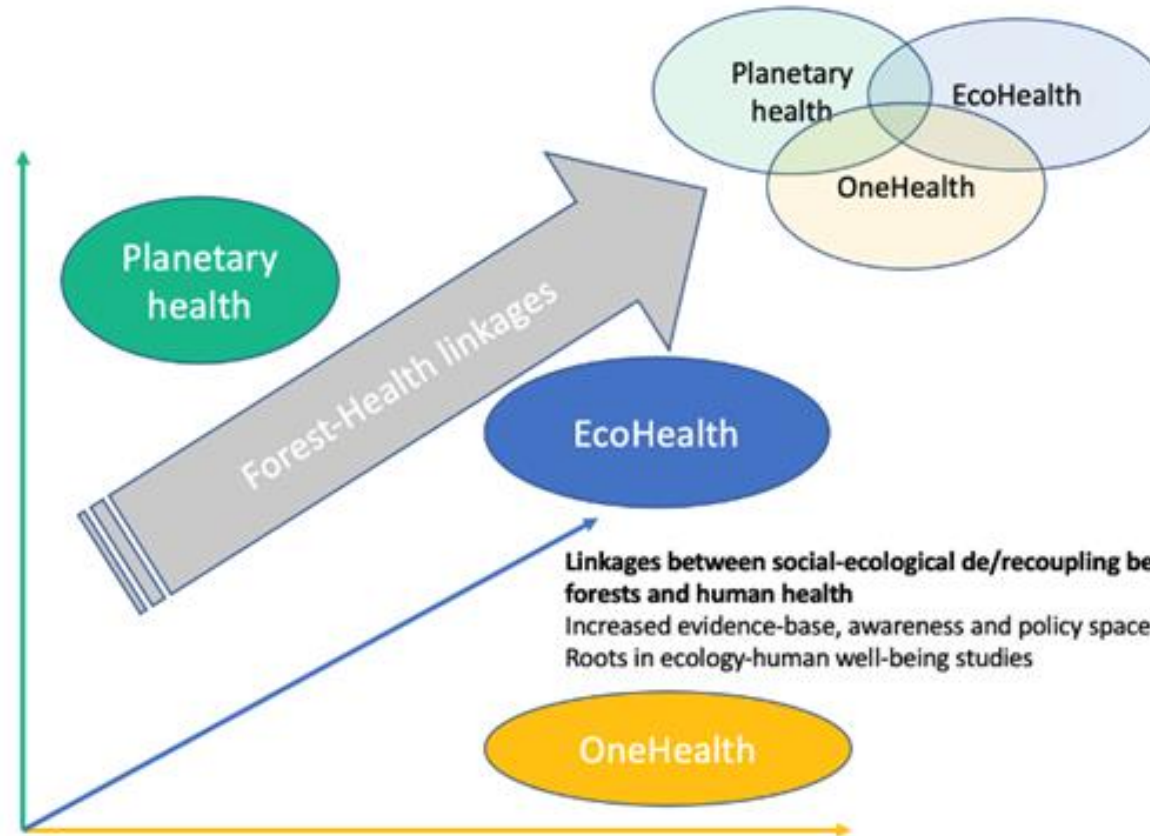 Planetary
health
EcoHealth
OneHealth
Planetary
health
Forest-Health linkages
EcoHealth
Linkages between social-ecological de/recoupling be
forests and human health
Increased evidence-base, awareness and policy space
Roots in ecology-human well-being studies
OneHealth